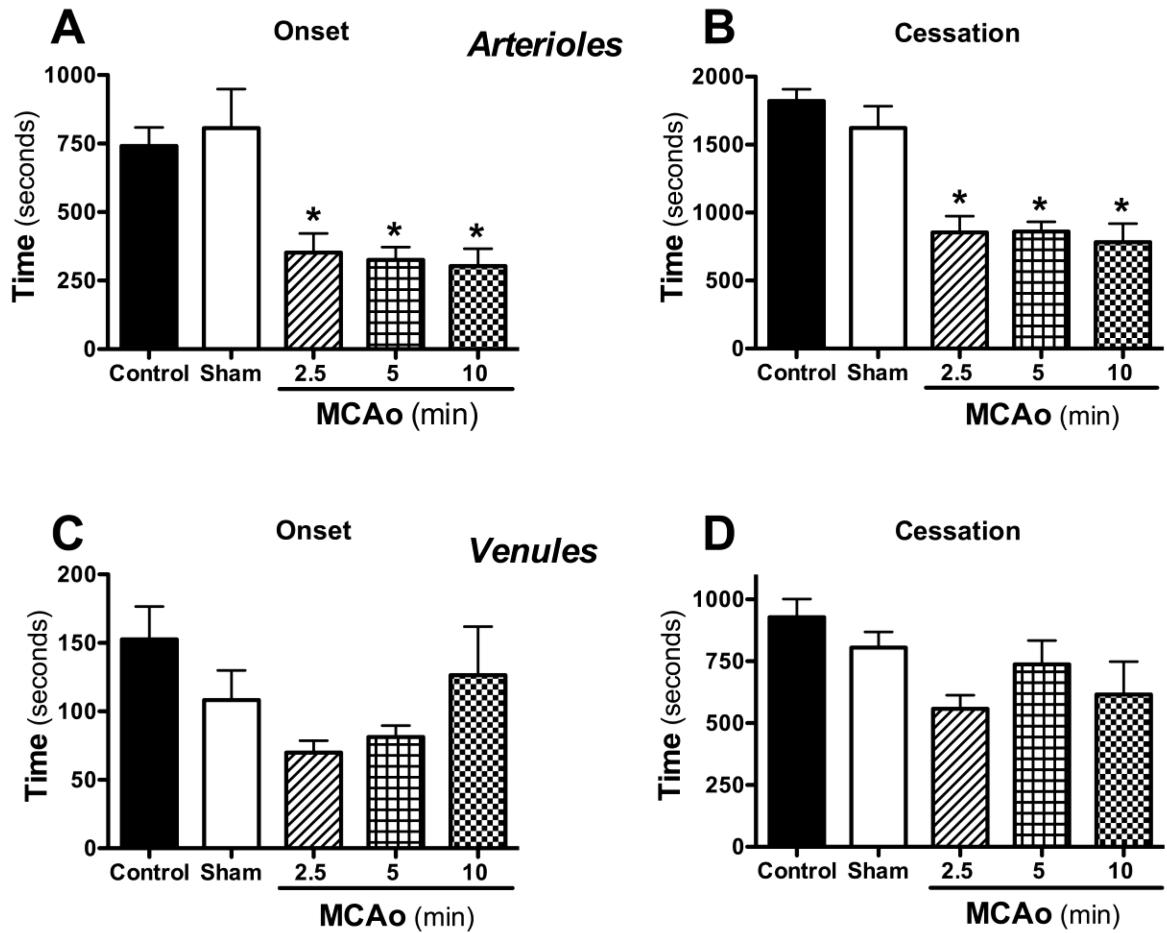 A
Onset
Arterioles
B
Cessation
Time (seconds)
1000
750
500
250
0
*
*
*
Control Sham 2.5 5 10
MCAo (min)
Time (seconds)
2000
1500
1000
500
0
*
*
*
Control Sham 2.5 5 10
MCAo (min)
C
Onset
Venules
D
Cessation
Time (seconds)
200
150
100
50
0
Control Sham 2.5 5 10
MCAo (min)
Time (seconds)
1000
750
500
250
0
Control Sham 2.5 5 10
MCAo (min)